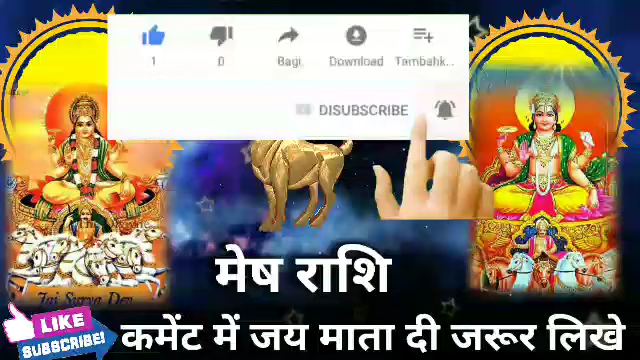 1 0 Bagi Download Tambahk...
DISUBSCRIBE
मेष राशि
Jai Surya Dev
LIKE
SUBSCRIBE!
कमेंट में जय माता दी जरूर लिखे